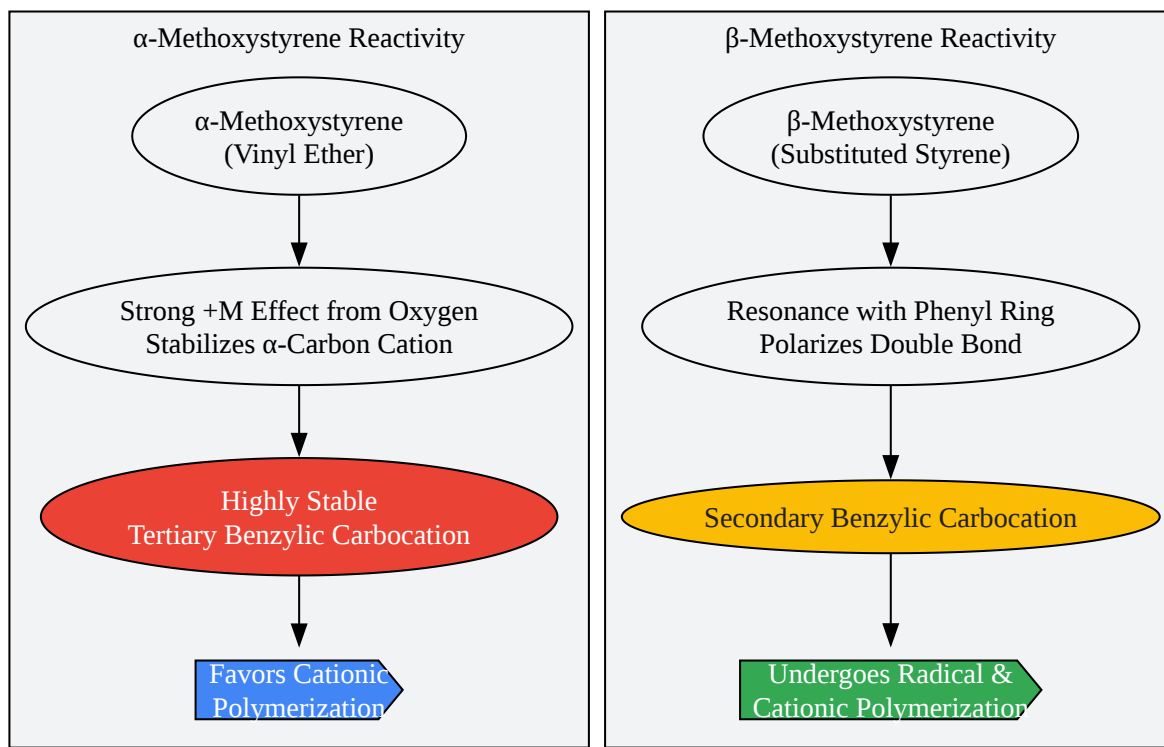 α-Methoxystyrene Reactivity
α-Methoxystyrene
(Vinyl Ether)
Strong +M Effect from Oxygen
Stabilizes α-Carbon Cation
Highly Stable
Tertiary Benzylic Carbocation
Favors Cationic
Polymerization
β-Methoxystyrene Reactivity
β-Methoxystyrene
(Substituted Styrene)
Resonance with Phenyl Ring
Polarizes Double Bond
Secondary Benzylic Carbocation
Undergoes Radical &
Cationic Polymerization